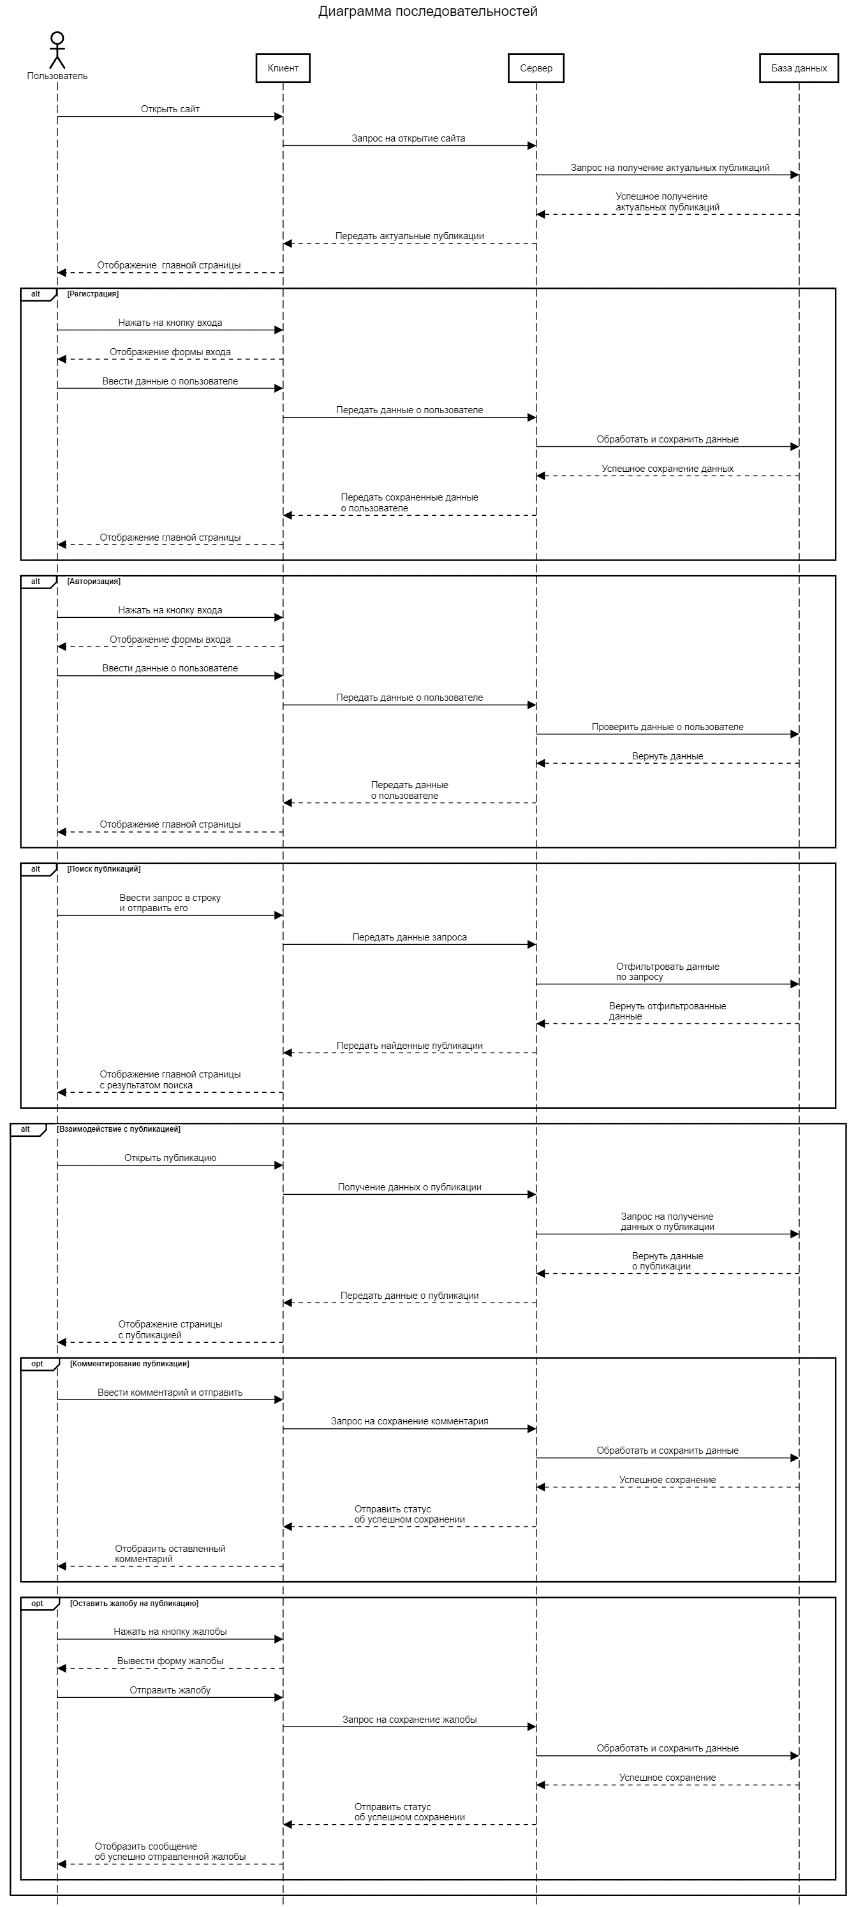 Диаграмма последовательностей
Пользователь
Клиент
Сервер
База данных
Открыть сайт
Запрос на открытие сайта
Запрос на получение актуальных публикаций
Успешное получение
актуальных публикаций
Передать актуальные публикации
Отображение главной страницы
alt
[Регистрация]
Нажать на кнопку входа
Отображение формы входа
Ввести данные о пользователе
Передать данные о пользователе
Обработать и сохранить данные
Успешное сохранение данных
Передать сохраненные данные
о пользователе
Отображение главной страницы
alt
[Авторизация]
Нажать на кнопку входа
Отображение формы входа
Ввести данные о пользователе
Передать данные о пользователе
Проверить данные о пользователе
Вернуть данные
Передать данные
о пользователе
Отображение главной страницы
alt
[Поиск публикаций]
Ввести запрос в строку
и отправить его
Передать данные запроса
Отфильтровать данные
по запросу
Вернуть отфильтрованные
данные
Передать найденные публикации
Отображение главной страницы
с результатом поиска
alt
[Взаимодействие с публикацией]
Открыть публикацию
Получение данных о публикации
Запрос на получение
данных о публикации
Вернуть данные
о публикации
Передать данные о публикации
Отображение страницы
с публикацией
opt
[Комментирование публикации]
Ввести комментарий и отправить
Запрос на сохранение комментария
Обработать и сохранить данные
Успешное сохранение
Отправить статус
об успешном сохранении
Отобразить оставленный
комментарий
opt
[Оставить жалобу на публикацию]
Нажать на кнопку жалобы
Вывести форму жалобы
Отправить жалобу
Запрос на сохранение жалобы
Обработать и сохранить данные
Успешное сохранение
Отправить статус
об успешном сохранении
Отобразить сообщение
об успешно отправленной жалобы